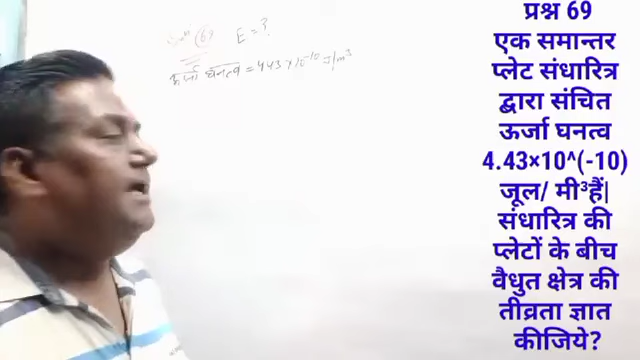 (69) E = ?
ऊर्जा घनत्व = 4.43 × 10⁻¹⁰ J/m³
प्रश्न 69
एक समान्तर
प्लेट संधारित्र
द्वारा संचित
ऊर्जा घनत्व
4.43×10^(-10)
जूल/ मी³हैं|
संधारित्र की
प्लेटों के बीच
वैधुत क्षेत्र की
तीव्रता ज्ञात
कीजिये?